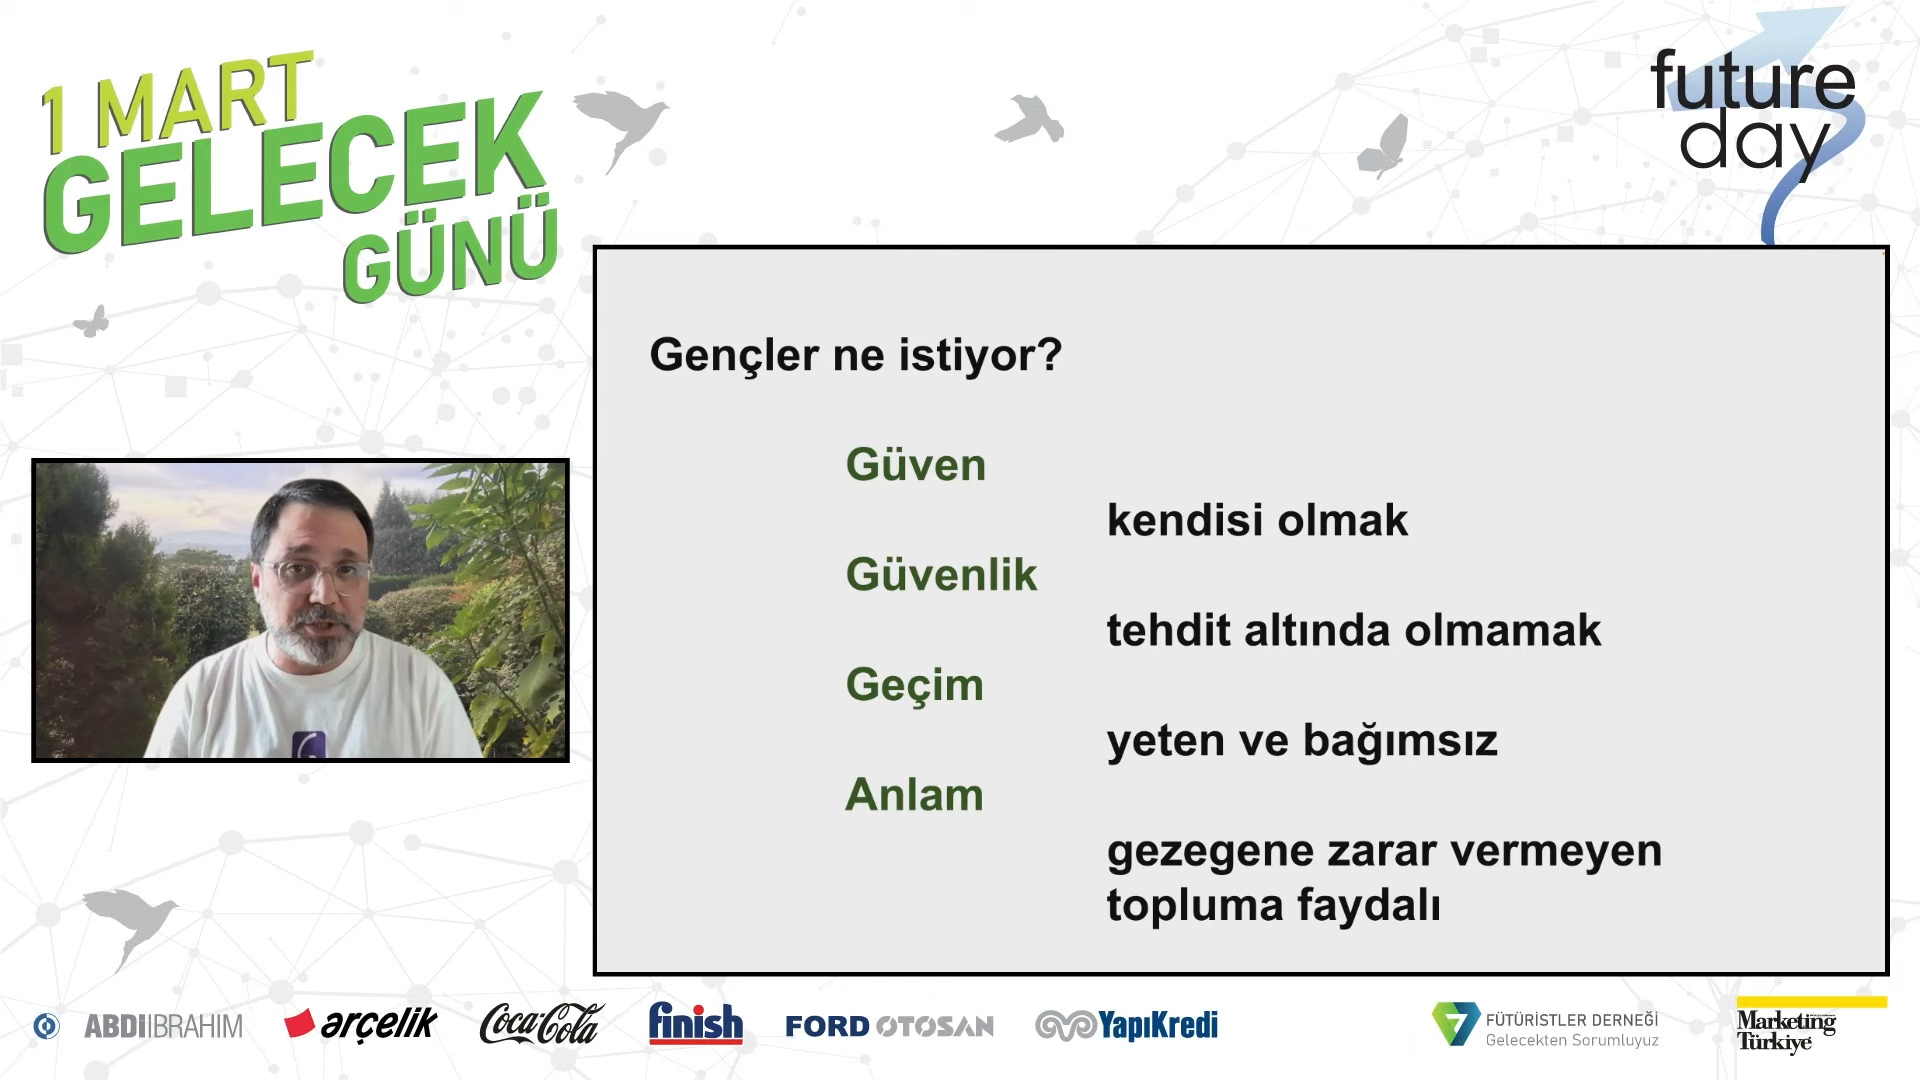 1 MART
GELECEK
GÜNÜ
future
day
Gençler ne istiyor?
Güven
kendisi olmak
Güvenlik
tehdit altında olmamak
Geçim
yeten ve bağımsız
Anlam
gezegene zarar vermeyen
topluma faydalı
ABDİİBRAHİM
arçelik
Coca-Cola
finish
FORD OTOSAN
YapıKredi
FÜTÜRİSTLER DERNEĞİ
Gelecekten Sorumluyuz
Marketing
Türkiye